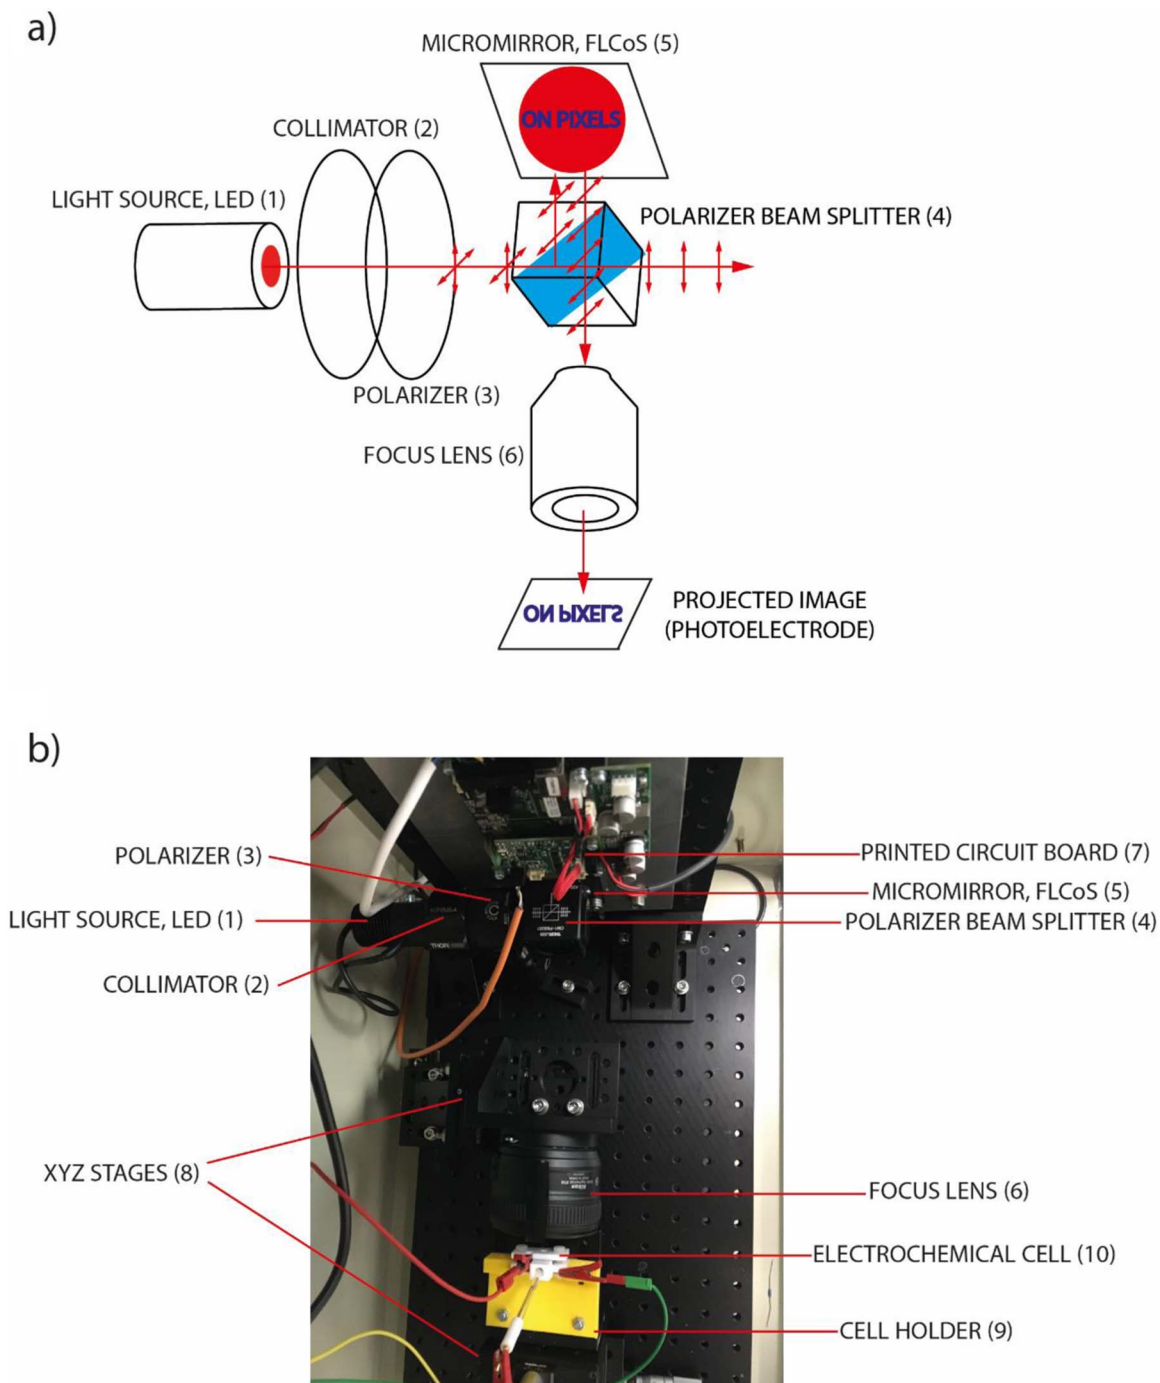 a)
MICROMIRROR, FLCoS (5)
ON PIXELS
COLLIMATOR (2)
LIGHT SOURCE, LED (1)
POLARIZER BEAM SPLITTER (4)
POLARIZER (3)
FOCUS LENS (6)
ON PIXELS
PROJECTED IMAGE
(PHOTOELECTRODE)
b)
POLARIZER (3)
PRINTED CIRCUIT BOARD (7)
MICROMIRROR, FLCoS (5)
LIGHT SOURCE, LED (1)
POLARIZER BEAM SPLITTER (4)
COLLIMATOR (2)
XYZ STAGES (8)
Nikon
FOCUS LENS (6)
ELECTROCHEMICAL CELL (10)
CELL HOLDER (9)